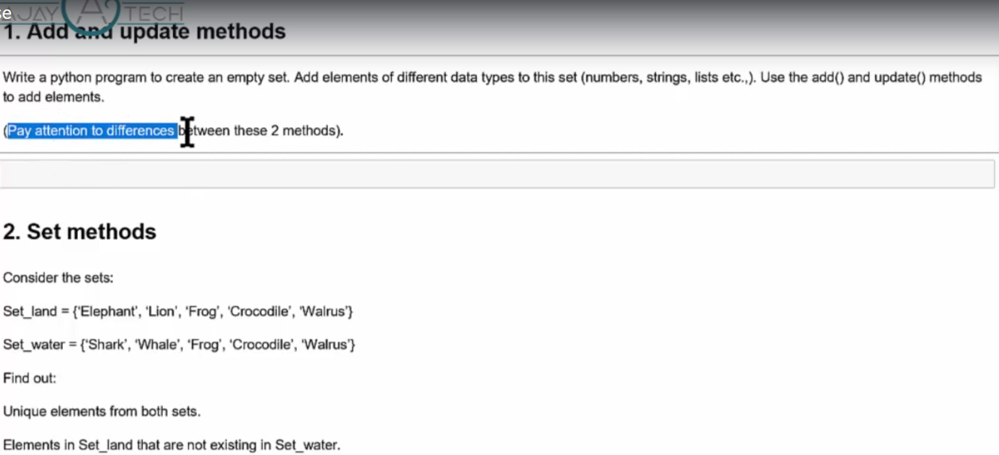 se
AJAY A TECH
1. Add and update methods
Write a python program to create an empty set. Add elements of different data types to this set (numbers, strings, lists etc.,). Use the add() and update() methods
to add elements.
(Pay attention to differences between these 2 methods).
2. Set methods
Consider the sets:
Set_land = {‘Elephant’, ‘Lion’, ‘Frog’, ‘Crocodile’, ‘Walrus’}
Set_water = {‘Shark’, ‘Whale’, ‘Frog’, ‘Crocodile’, ‘Walrus’}
Find out:
Unique elements from both sets.
Elements in Set_land that are not existing in Set_water.